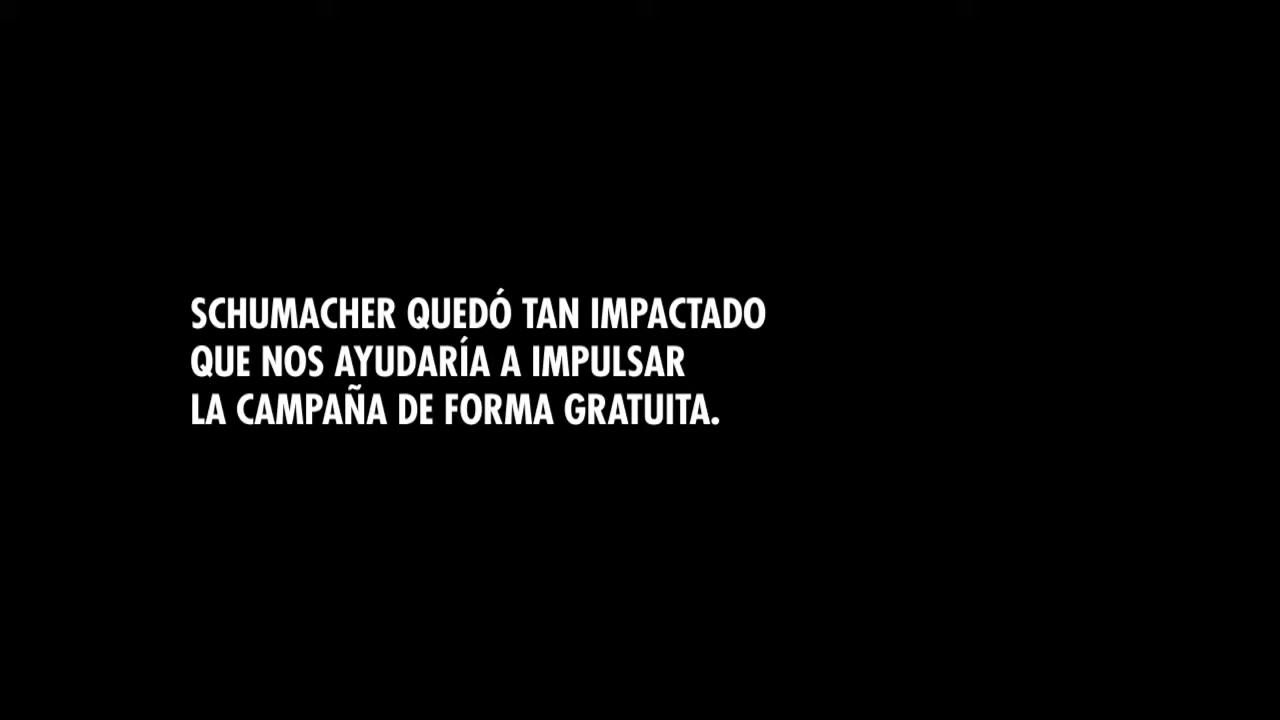 SCHUMACHER QUEDÓ TAN IMPACTADO
QUE NOS AYUDARÍA A IMPULSAR
LA CAMPAÑA DE FORMA GRATUITA.